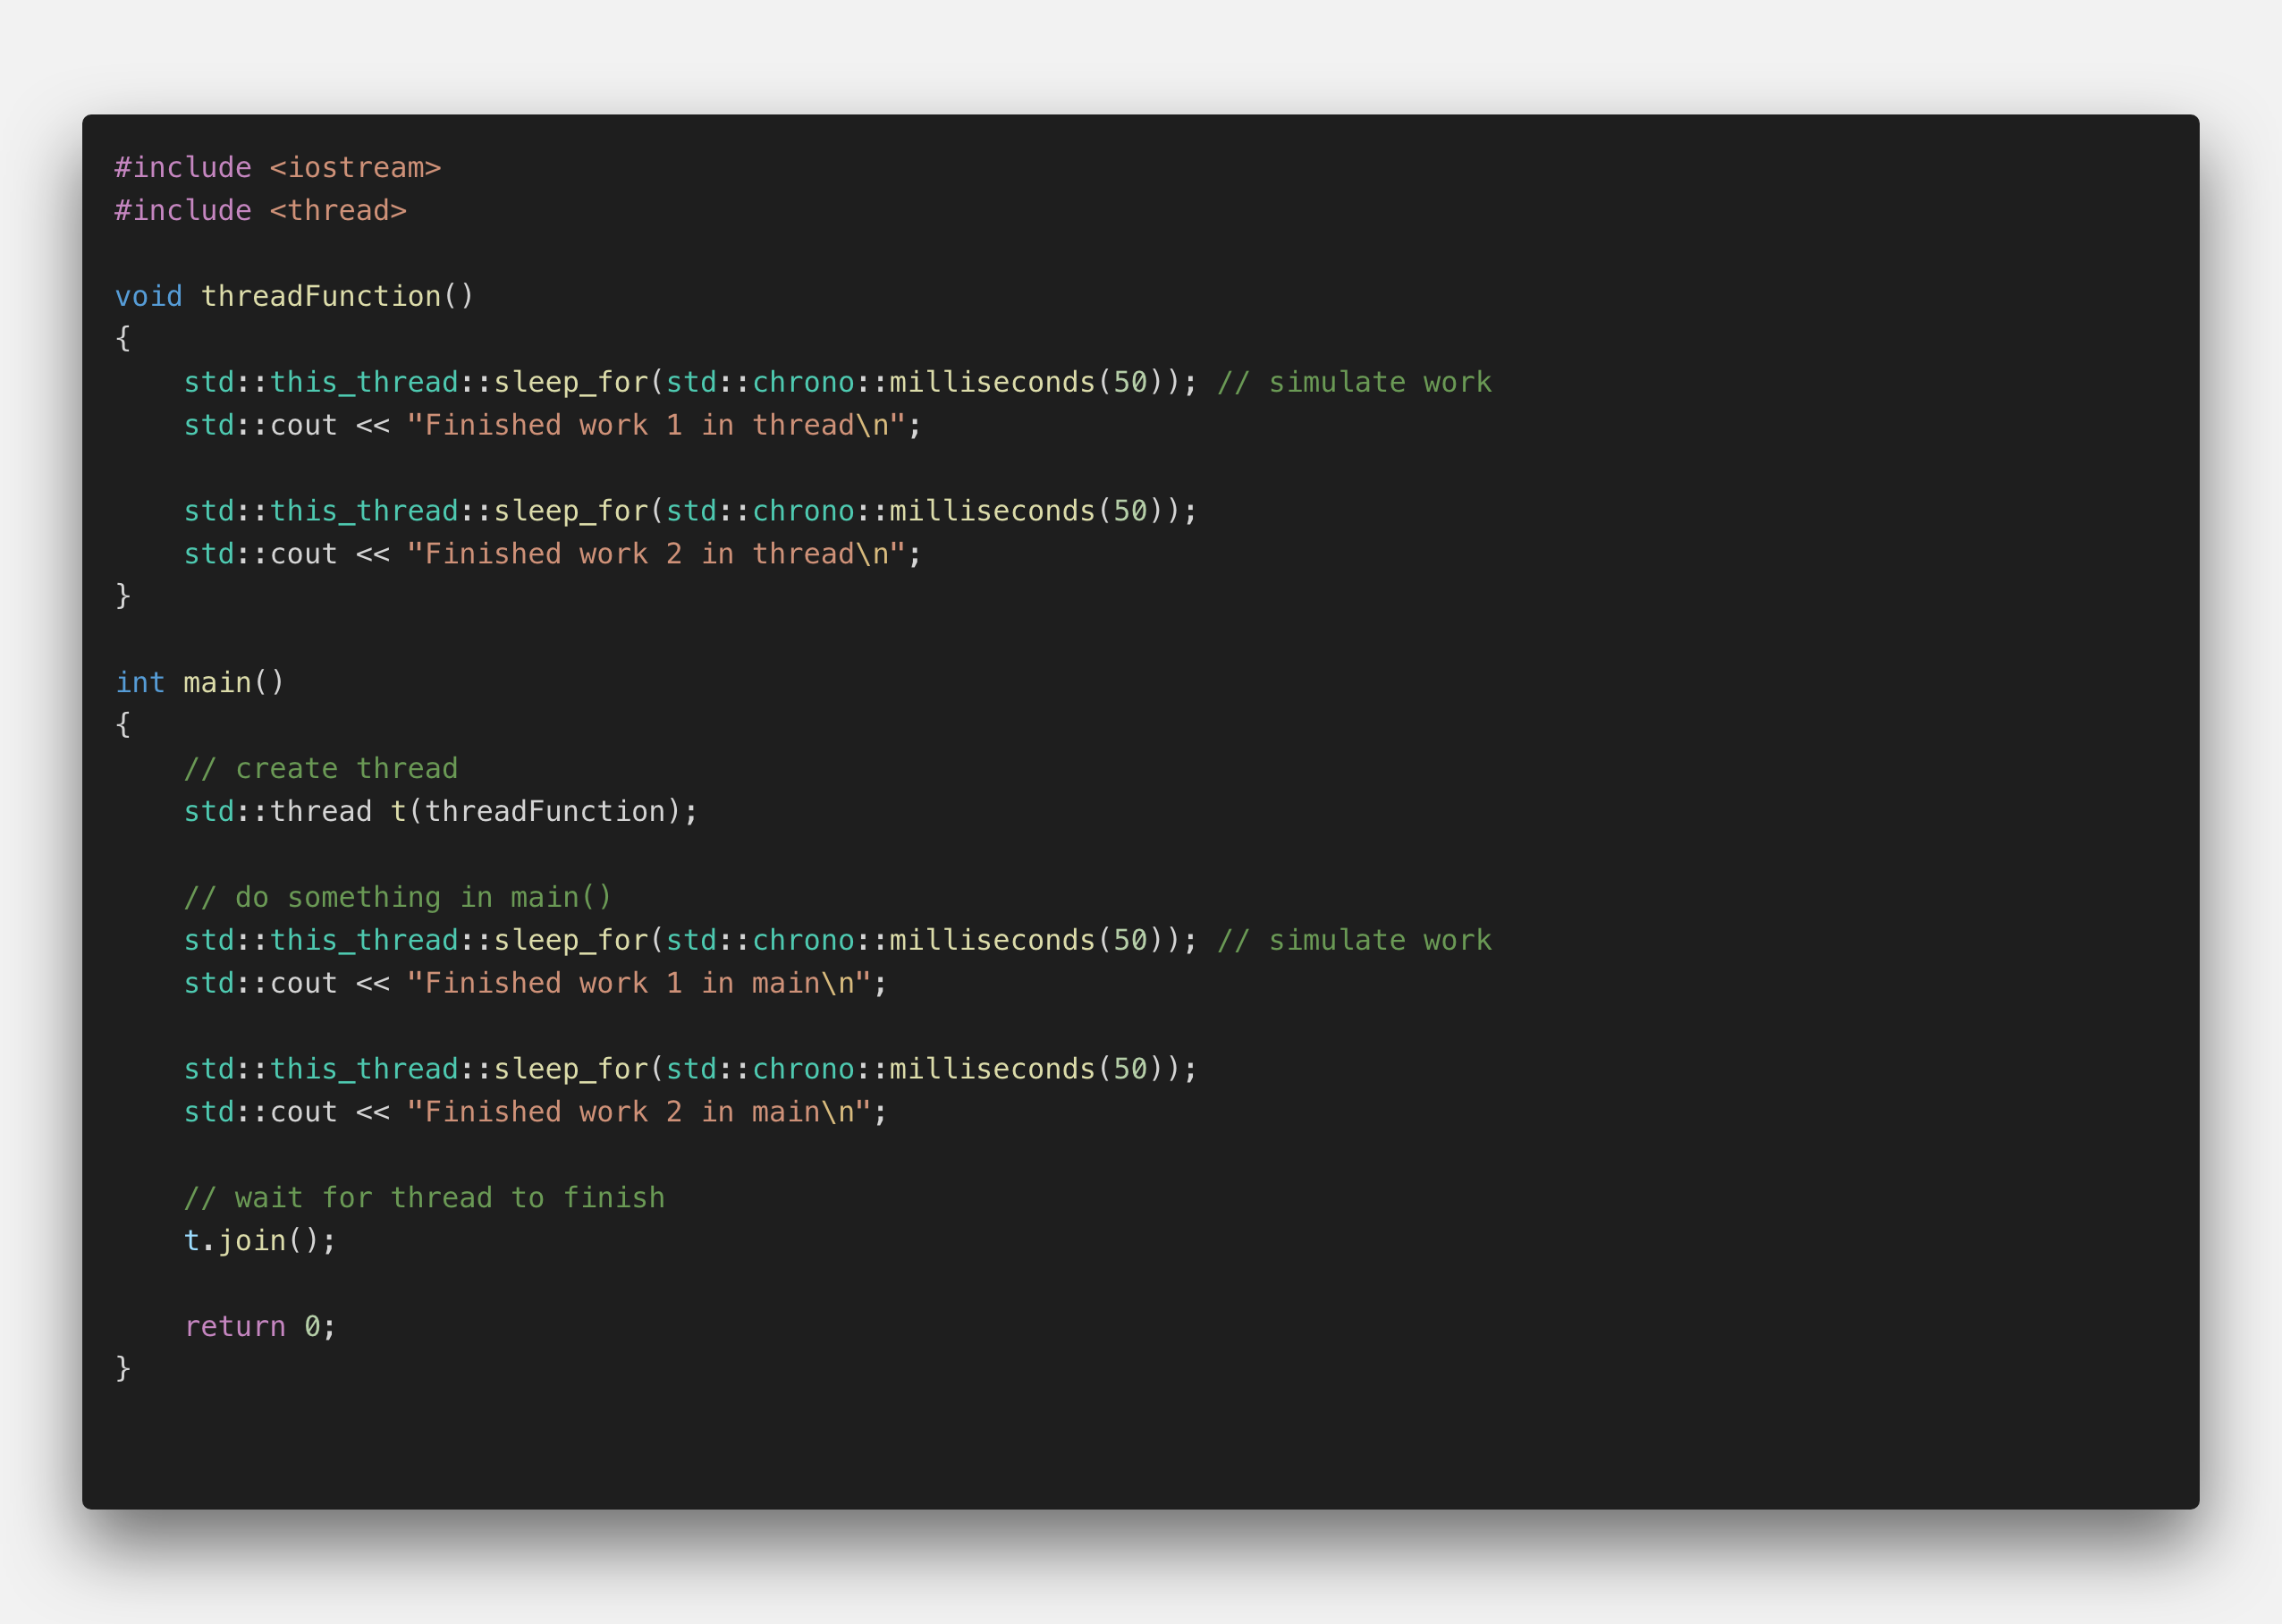 #include <iostream>
#include <thread>
void threadFunction()
{
    std::this_thread::sleep_for(std::chrono::milliseconds(50)); // simulate work
    std::cout << "Finished work 1 in thread\n";
    std::this_thread::sleep_for(std::chrono::milliseconds(50));
    std::cout << "Finished work 2 in thread\n";
}
int main()
{
    // create thread
    std::thread t(threadFunction);
    // do something in main()
    std::this_thread::sleep_for(std::chrono::milliseconds(50)); // simulate work
    std::cout << "Finished work 1 in main\n";
    std::this_thread::sleep_for(std::chrono::milliseconds(50));
    std::cout << "Finished work 2 in main\n";
    // wait for thread to finish
    t.join();
    return 0;
}